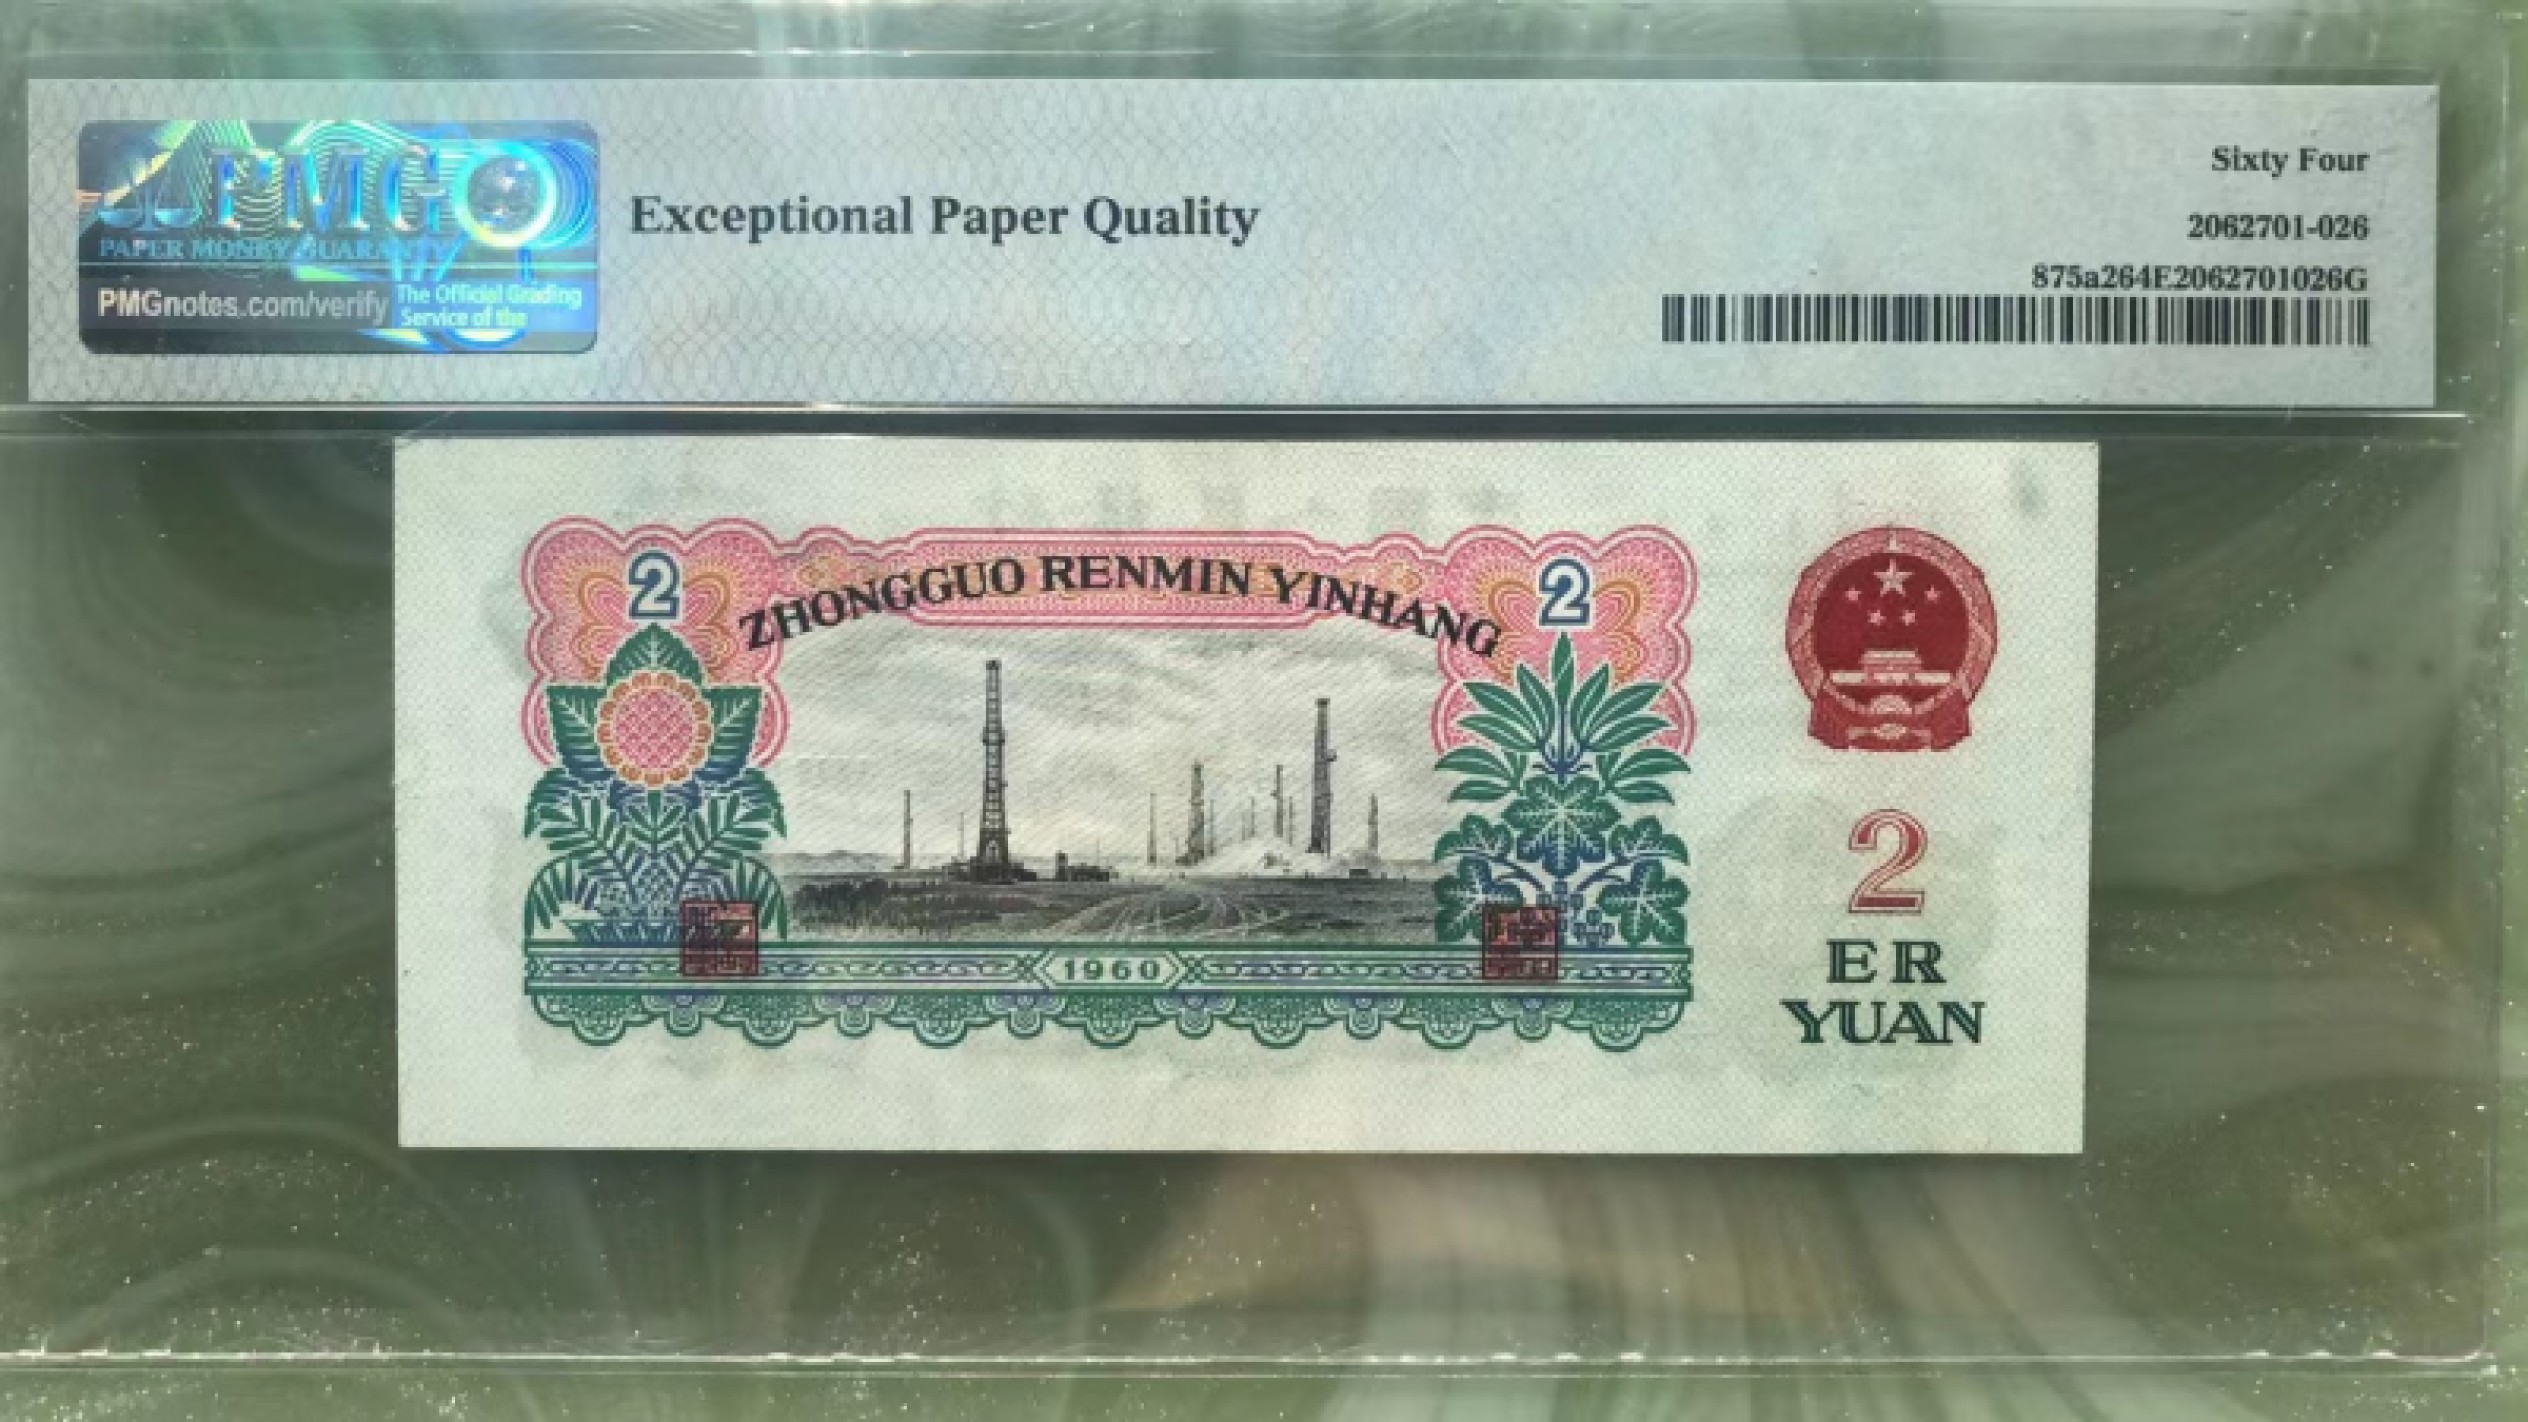 PMG
PAPER MONEY GUARANTY
PMGnotes.com/verify
The Official Grading
Service of the
Exceptional Paper Quality
Sixty Four
2062701-026
875a264E2062701026G
2
ZHONGGUO RENMIN YINHANG
2
1960
2
ER
YUAN